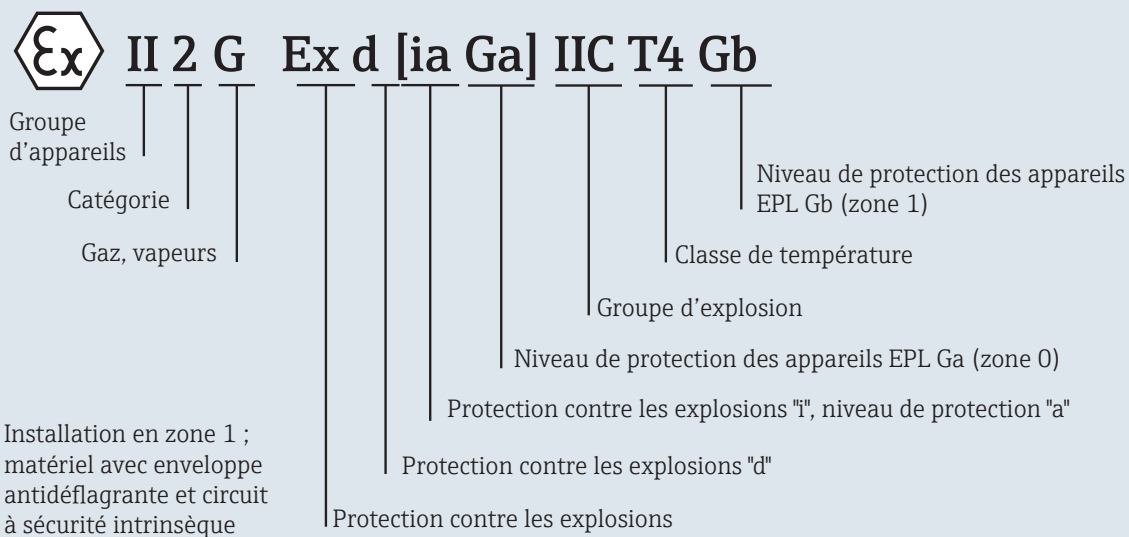 Ex II 2 G Ex d [ia Ga] IIC T4 Gb
Groupe
d’appareils
Catégorie
Gaz, vapeurs
Niveau de protection des appareils
EPL Gb (zone 1)
Classe de température
Groupe d’explosion
Niveau de protection des appareils EPL Ga (zone 0)
Protection contre les explosions "i", niveau de protection "a"
Protection contre les explosions "d"
Protection contre les explosions
Installation en zone 1 ;
matériel avec enveloppe
antidéflagrante et circuit
à sécurité intrinsèque